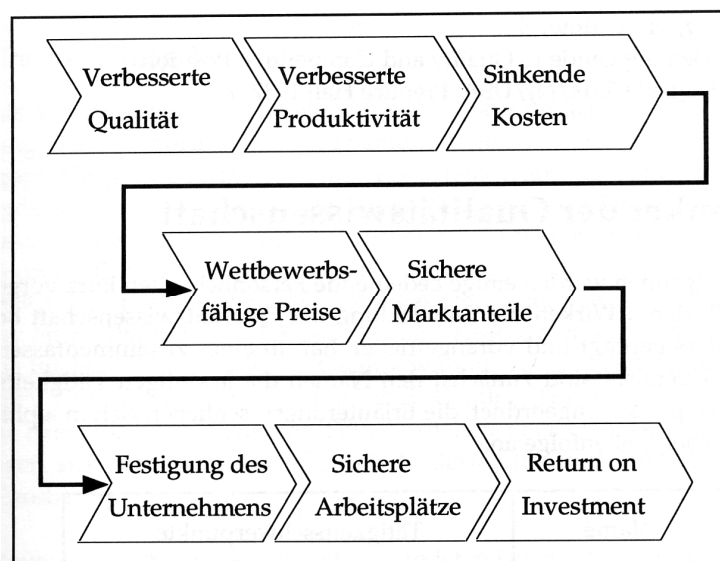 Verbesserte
Qualität
Verbesserte
Produktivität
Sinkende
Kosten
Wettbewerbs-
fähige Preise
Sichere
Marktanteile
Festigung des
Unternehmens
Sichere
Arbeitsplätze
Return on
Investment